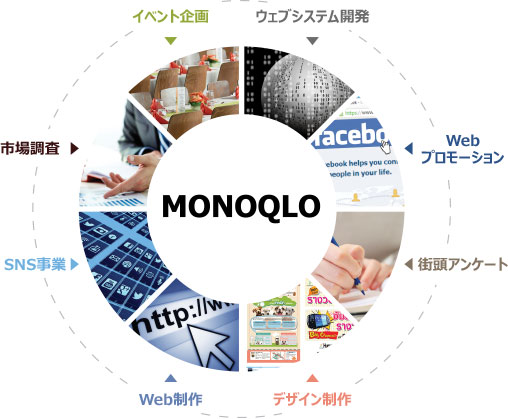 イベント企画
ウェブシステム開発
市場調査
Web
プロモーション
https://www
facebo
cebook helps you con
people in your life.
MONOQLO
SNS事業
街頭アンケート
http://w
Web制作
デザイン制作